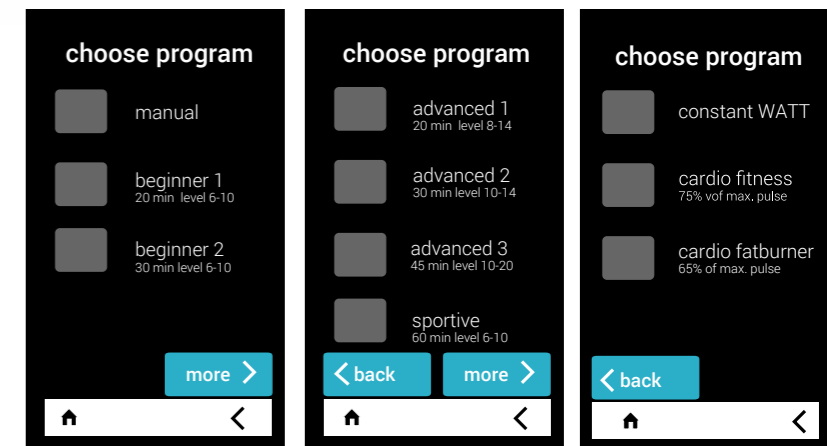 choose program
manual
beginner 1
20 min level 6-10
beginner 2
30 min level 6-10
more
choose program
advanced 1
20 min level 8-14
advanced 2
30 min level 10-14
advanced 3
45 min level 10-20
sportive
60 min level 6-10
back
more
choose program
constant WATT
cardio fitness
75% vof max. pulse
cardio fatburner
65% of max. pulse
back